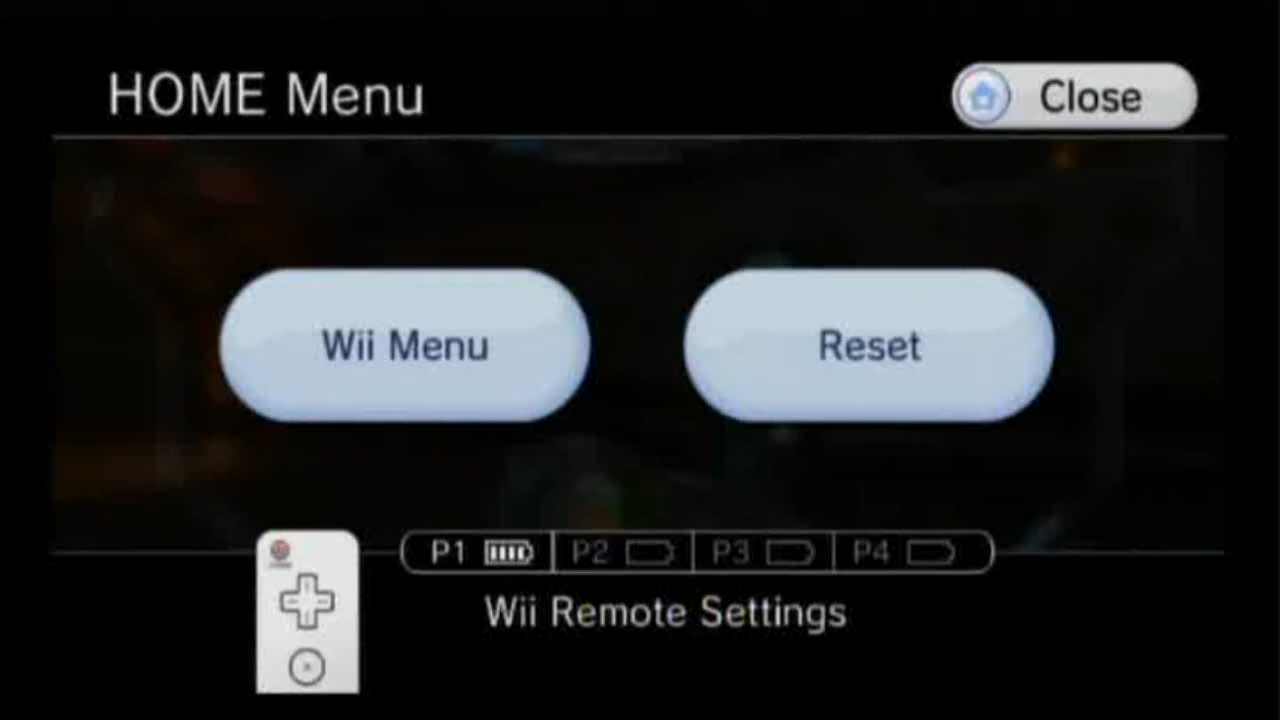 HOME Menu
Close
Wii Menu
Reset
P1 P2 P3 P4
Wii Remote Settings